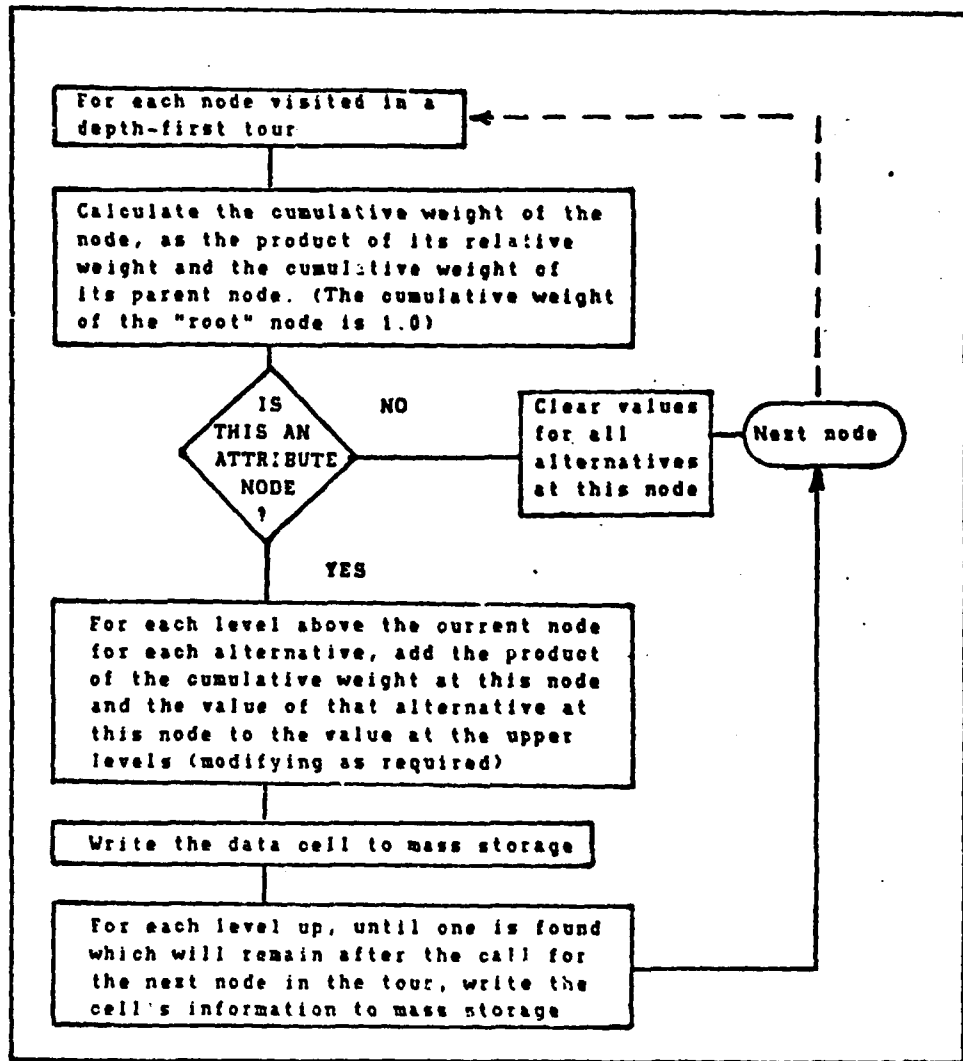 For each node visited in a
depth-first tour
Calculate the cumulative weight of the
node, as the product of its relative
weight and the cumulative weight of
its parent node. (The cumulative weight
of the "root" node is 1.0)
IS
THIS AN
ATTRIBUTE
NODE
?
NO
Clear values
for all
alternatives
at this node
Next node
YES
For each level above the current node
for each alternative, add the product
of the cumulative weight at this node
and the value of that alternative at
this node to the value at the upper
levels (modifying as required)
Write the data cell to mass storage
For each level up, until one is found
which will remain after the call for
the next node in the tour, write the
cell's information to mass storage